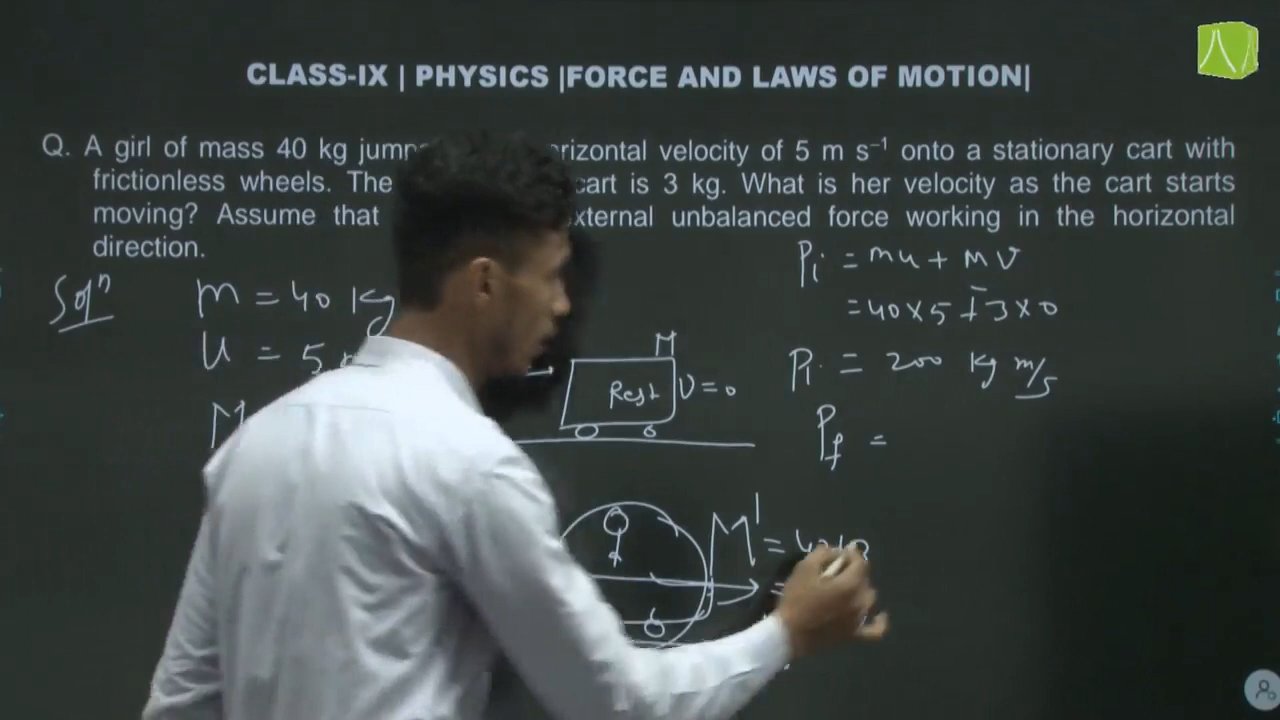 CLASS-IX | PHYSICS |FORCE AND LAWS OF MOTION|
Q. A girl of mass 40 kg horizontal velocity of 5 m s⁻¹ onto a stationary cart with
frictionless wheels. The cart is 3 kg. What is her velocity as the cart starts
moving? Assume that external unbalanced force working in the horizontal
direction.
Solⁿ
m = 40 Kg
u = 5
M
M
Rest
V = 0
Pi = mu + MV
= 40 × 5 + 3 × 0
Pi = 200 Kg m/s
Pf =
M' =
=